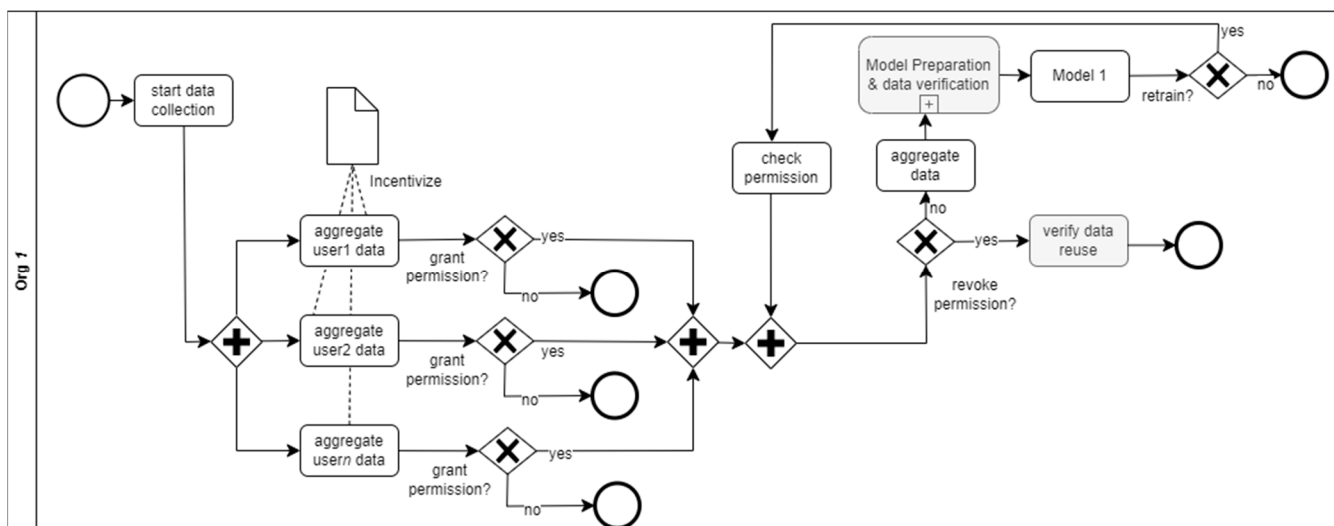 Org 1
start data
collection
Incentivize
aggregate
user1 data
grant
permission?
yes
no
aggregate
user2 data
grant
permission?
yes
no
aggregate
usern data
grant
permission?
yes
no
check
permission
Model Preparation
& data verification
+
Model 1
retrain?
yes
no
aggregate
data
no
yes
revoke
permission?
verify data
reuse